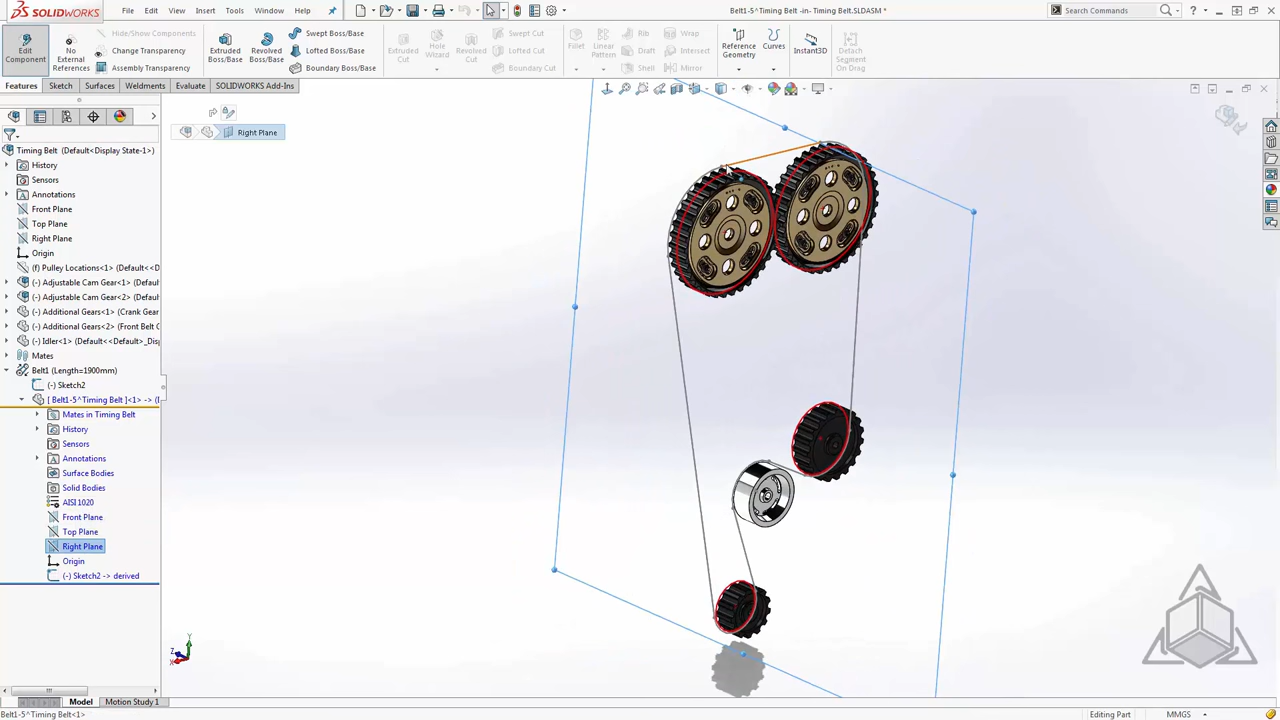 SOLIDWORKS
File Edit View Insert Tools Window Help
Belt1-5^Timing Belt -in- Timing Belt.SLDASM *
Search Commands
Edit Component
No External References
Hide/Show Components
Change Transparency
Assembly Transparency
Extruded Boss/Base
Revolved Boss/Base
Swept Boss/Base
Lofted Boss/Base
Boundary Boss/Base
Extruded Cut
Hole Wizard
Revolved Cut
Swept Cut
Lofted Cut
Boundary Cut
Fillet
Linear Pattern
Rib
Draft
Shell
Wrap
Intersect
Mirror
Reference Geometry
Curves
Instant3D
Detach Segment On Drag
Features Sketch Surfaces Weldments Evaluate SOLIDWORKS Add-Ins
Right Plane
Timing Belt (Default<Display State-1>)
History
Sensors
Annotations
Front Plane
Top Plane
Right Plane
Origin
(f) Pulley Locations<1> (Default<<D
(-) Adjustable Cam Gear<1> (Default
(-) Adjustable Cam Gear<2> (Default
(-) Additional Gears<1> (Crank Gear
(-) Additional Gears<2> (Front Belt G
(-) Idler<1> (Default<<Default>_Disp
Mates
Belt1 (Length=1900mm)
(-) Sketch2
[ Belt1-5^Timing Belt ]<1> -> (
Mates in Timing Belt
History
Sensors
Annotations
Surface Bodies
Solid Bodies
AISI 1020
Front Plane
Top Plane
Right Plane
Origin
(-) Sketch2 -> derived
Y
Z
X
Model Motion Study 1
Belt1-5^Timing Belt<1>
Editing Part
MMGS